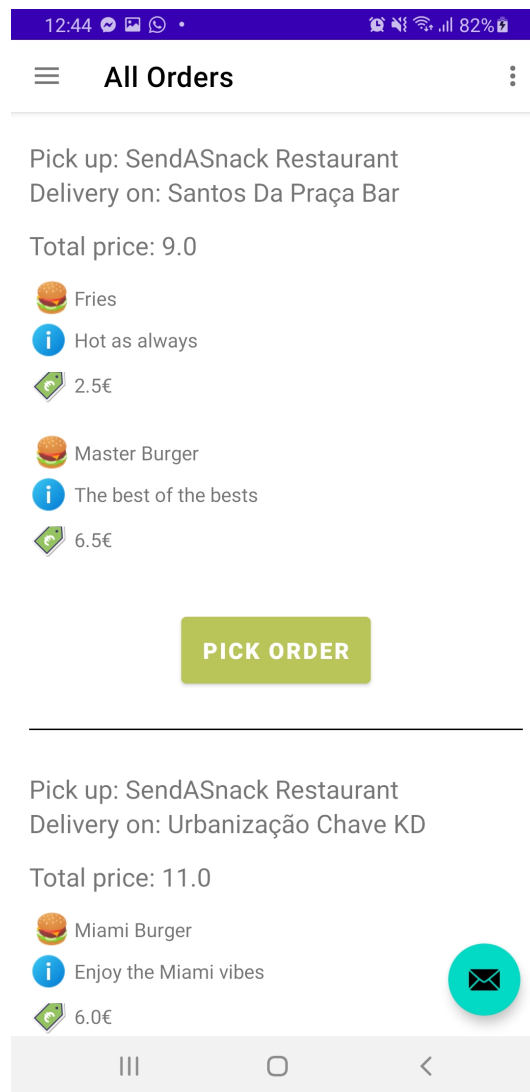 12:44 82%
All Orders
Pick up: SendASnack Restaurant
Delivery on: Santos Da Praça Bar
Total price: 9.0
Fries
Hot as always
2.5€
Master Burger
The best of the bests
6.5€
PICK ORDER
Pick up: SendASnack Restaurant
Delivery on: Urbanização Chave KD
Total price: 11.0
Miami Burger
Enjoy the Miami vibes
6.0€